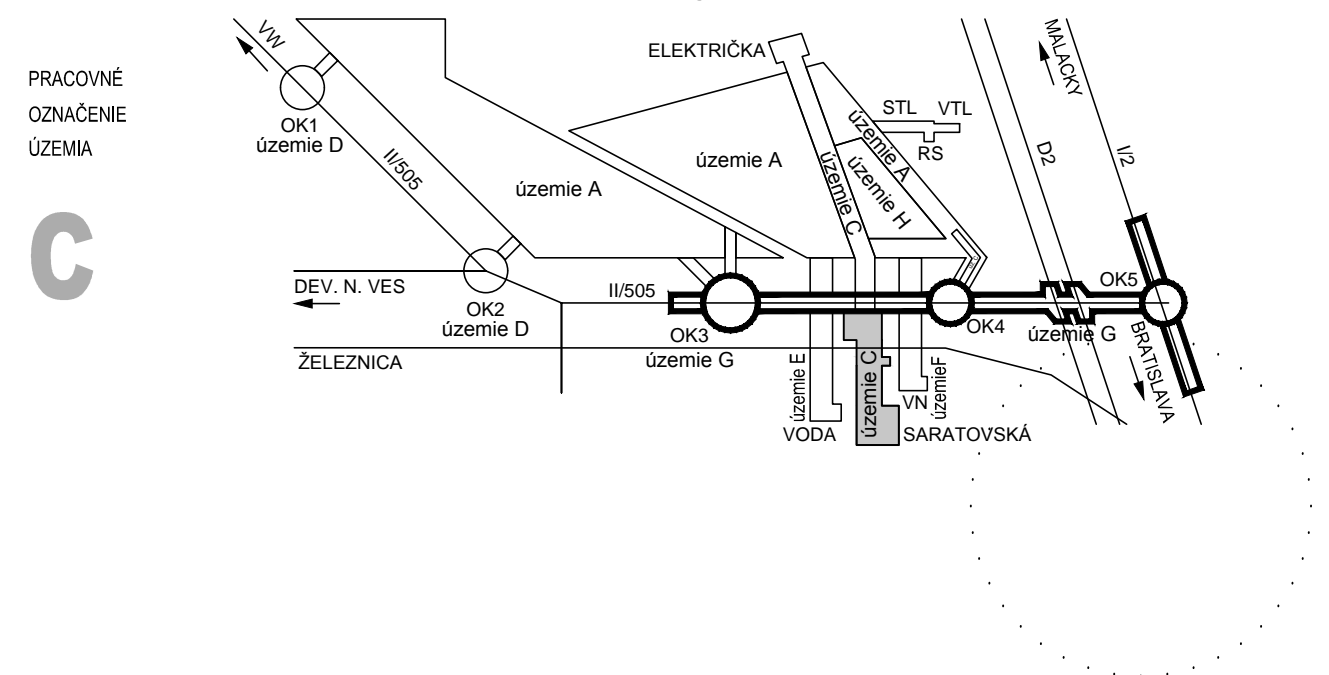 PRACOVNÉ
OZNAČENIE
ÚZEMIA
C
VW
OK1
územie D
II/505
územie A
DEV. N. VES
OK2
územie D
ŽELEZNICA
ELEKTRIČKA
územie A
územie C
územie A
územie H
STL VTL
RS
II/505
OK3
územie G
územie E
VODA
územie C
SARATOVSKÁ
VN
územieF
OK4
územie G
OK5
D2
MALACKY
I/2
BRATISLAVA